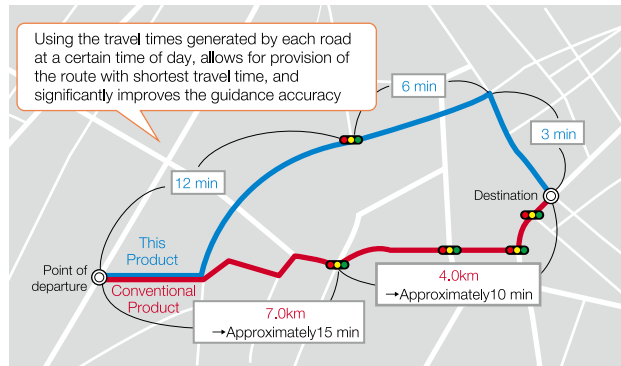 Using the travel times generated by each road
at a certain time of day, allows for provision of
the route with shortest travel time, and
significantly improves the guidance accuracy
6 min
3 min
12 min
Destination
This
Product
Point of
departure
Conventional
Product
4.0km
→Approximately10 min
7.0km
→Approximately15 min